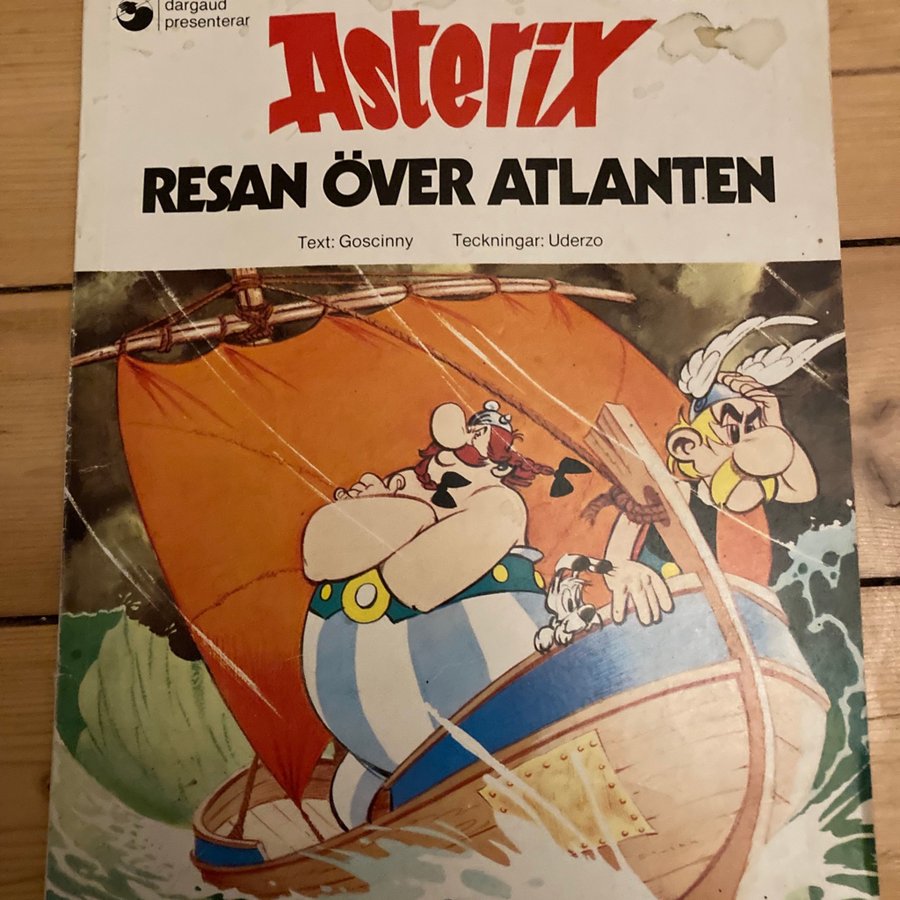 dargaud
presenterar
Asterix
RESAN ÖVER ATLANTEN
Text: Goscinny Teckningar: Uderzo